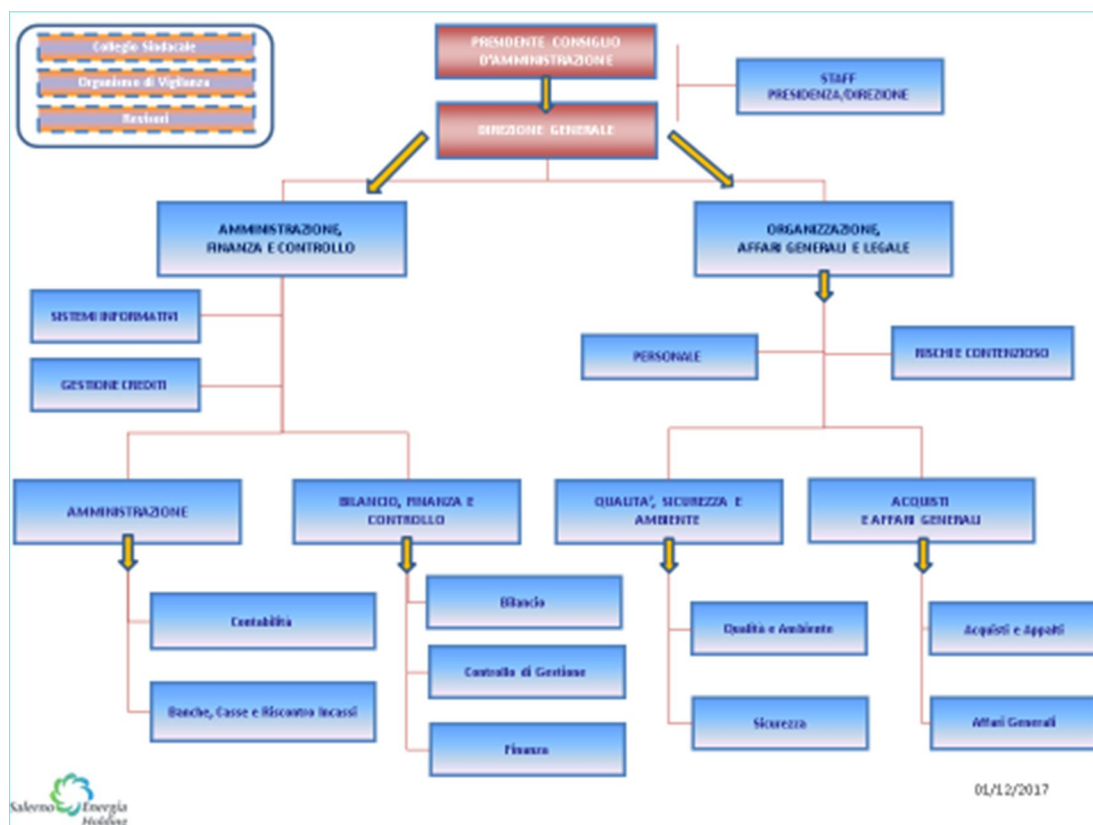 Collegio Sindacale
Organismo di Vigilanza
Revisori
PRESIDENTE CONSIGLIO
D'AMMINISTRAZIONE
STAFF
PRESIDENZA/DIREZIONE
DIREZIONE GENERALE
AMMINISTRAZIONE,
FINANZA E CONTROLLO
ORGANIZZAZIONE,
AFFARI GENERALI E LEGALE
SISTEMI INFORMATIVI
GESTIONE CREDITI
PERSONALE
RISCHI E CONTENZIOSO
AMMINISTRAZIONE
BILANCIO, FINANZA E
CONTROLLO
QUALITA', SICUREZZA E
AMBIENTE
ACQUISTI
E AFFARI GENERALI
Contabilità
Banche, Casse e Riscontro Incassi
Bilancio
Controllo di Gestione
Finanza
Qualità e Ambiente
Sicurezza
Acquisti e Appalti
Affari Generali
Salerno Energia
Holding
01/12/2017